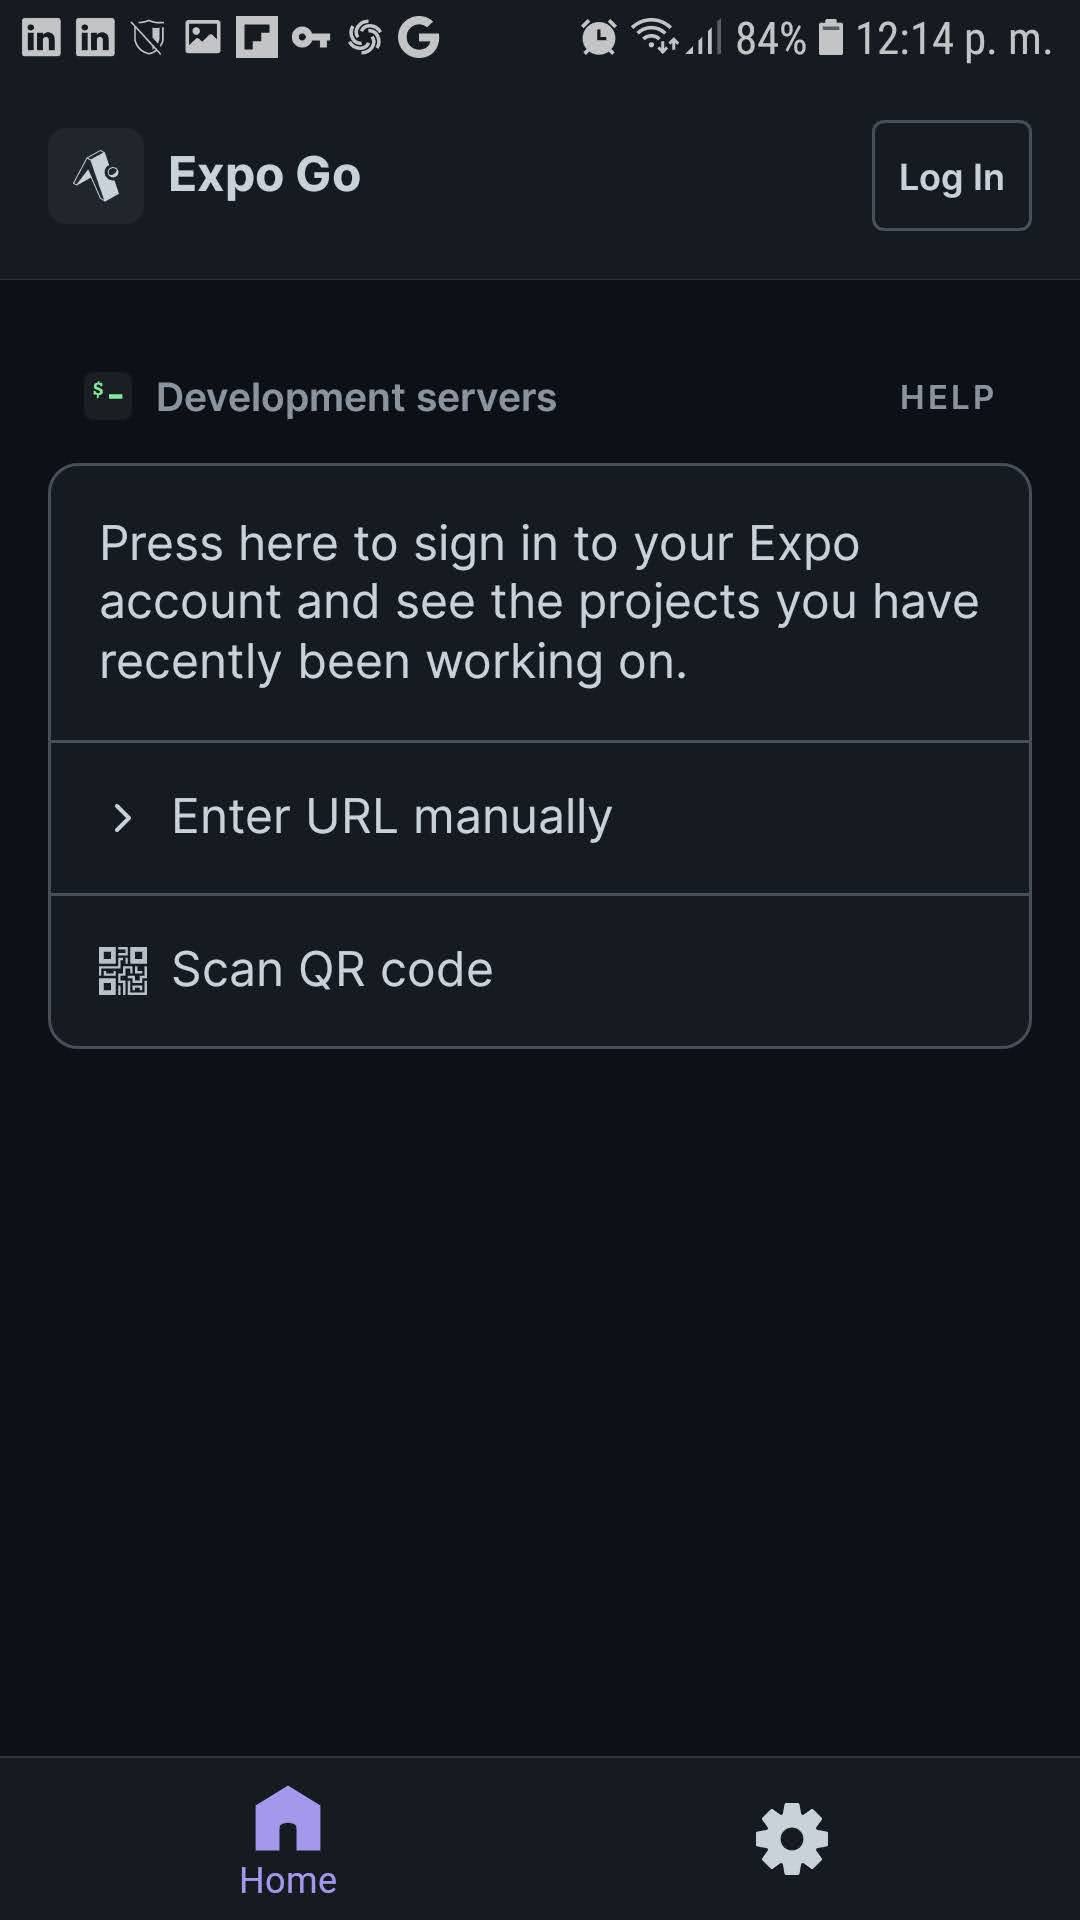 84% 12:14 p. m.
Expo Go
Log In
$ Development servers
HELP
Press here to sign in to your Expo
account and see the projects you have
recently been working on.
Enter URL manually
Scan QR code
Home